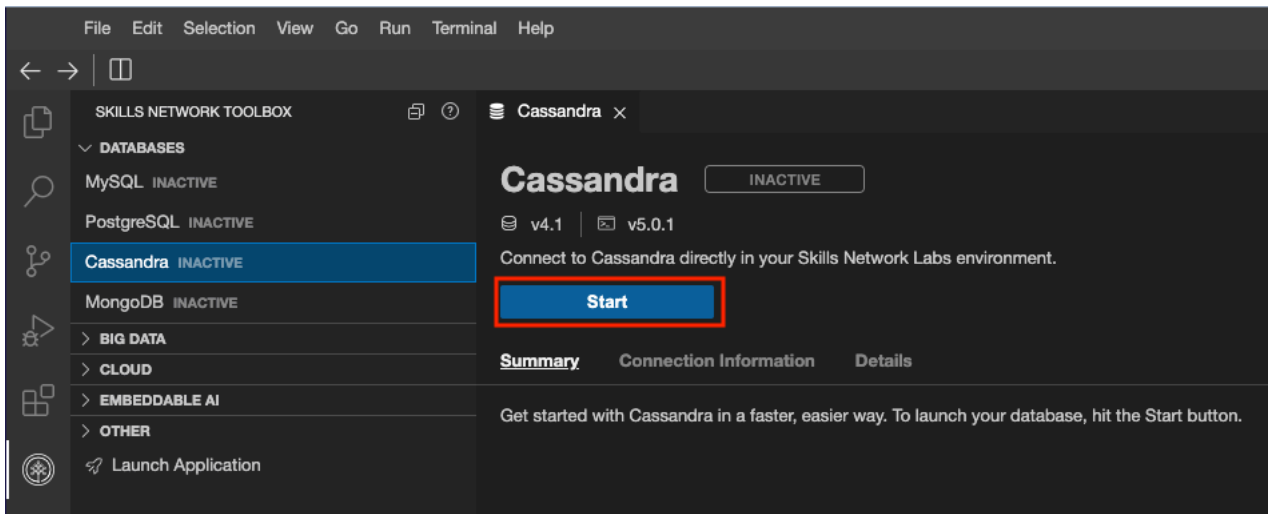 File Edit Selection View Go Run Terminal Help
SKILLS NETWORK TOOLBOX
DATABASES
MySQL INACTIVE
PostgreSQL INACTIVE
Cassandra INACTIVE
MongoDB INACTIVE
BIG DATA
CLOUD
EMBEDDABLE AI
OTHER
Launch Application
Cassandra
Cassandra INACTIVE
v4.1 v5.0.1
Connect to Cassandra directly in your Skills Network Labs environment.
Start
Summary Connection Information Details
Get started with Cassandra in a faster, easier way. To launch your database, hit the Start button.